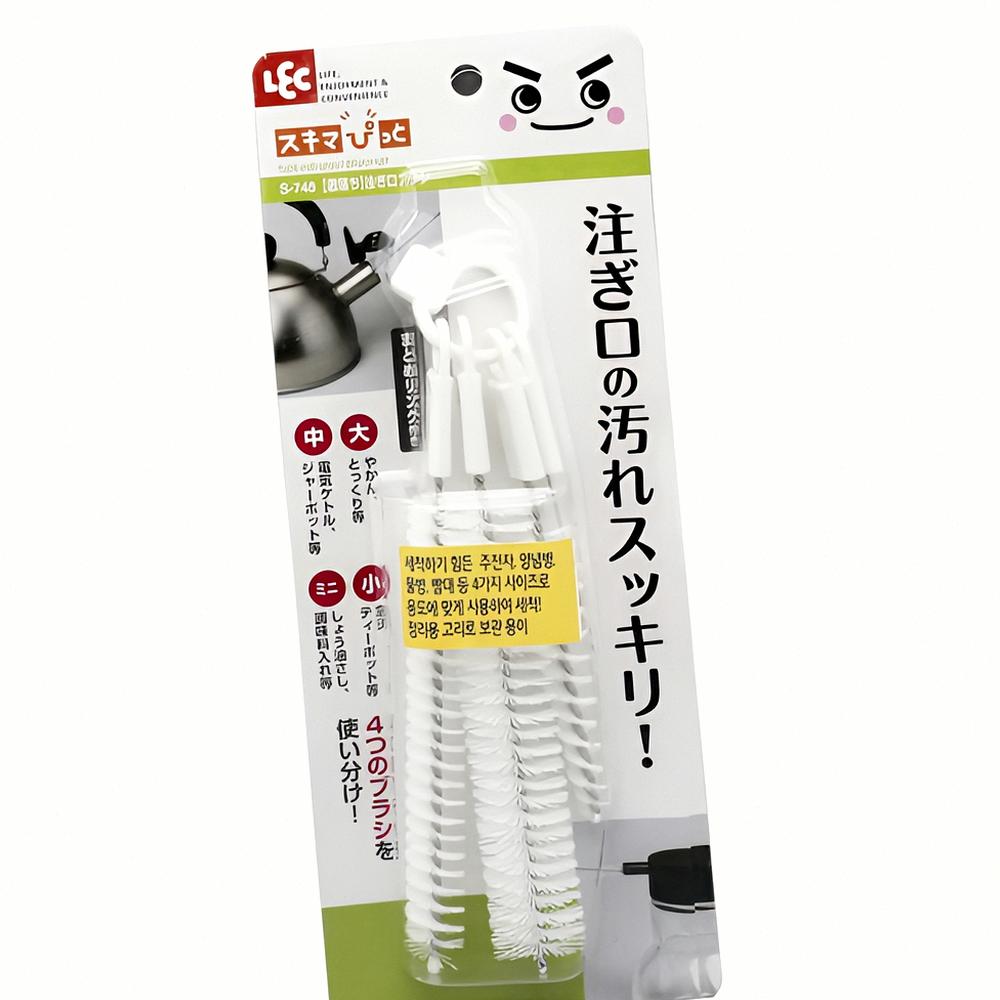 LEC
LIFE,
ENJOYMENT &
CONVENIENCE
スキマぴっと
注ぎ口の汚れスッキリ！
大
やかん、
とっくり等
中
電気ケトル、
ジャーポット等
小
ティーポット等
ミニ
しょう油さし、
調味料入れ等
4つのブラシを
使い分け！
세척하기 힘든 주전자, 양념병,
물병, 빨대 등 4가지 사이즈로
용도에 맞게 사용하여 세척!
정리용 고리로 보관 용이